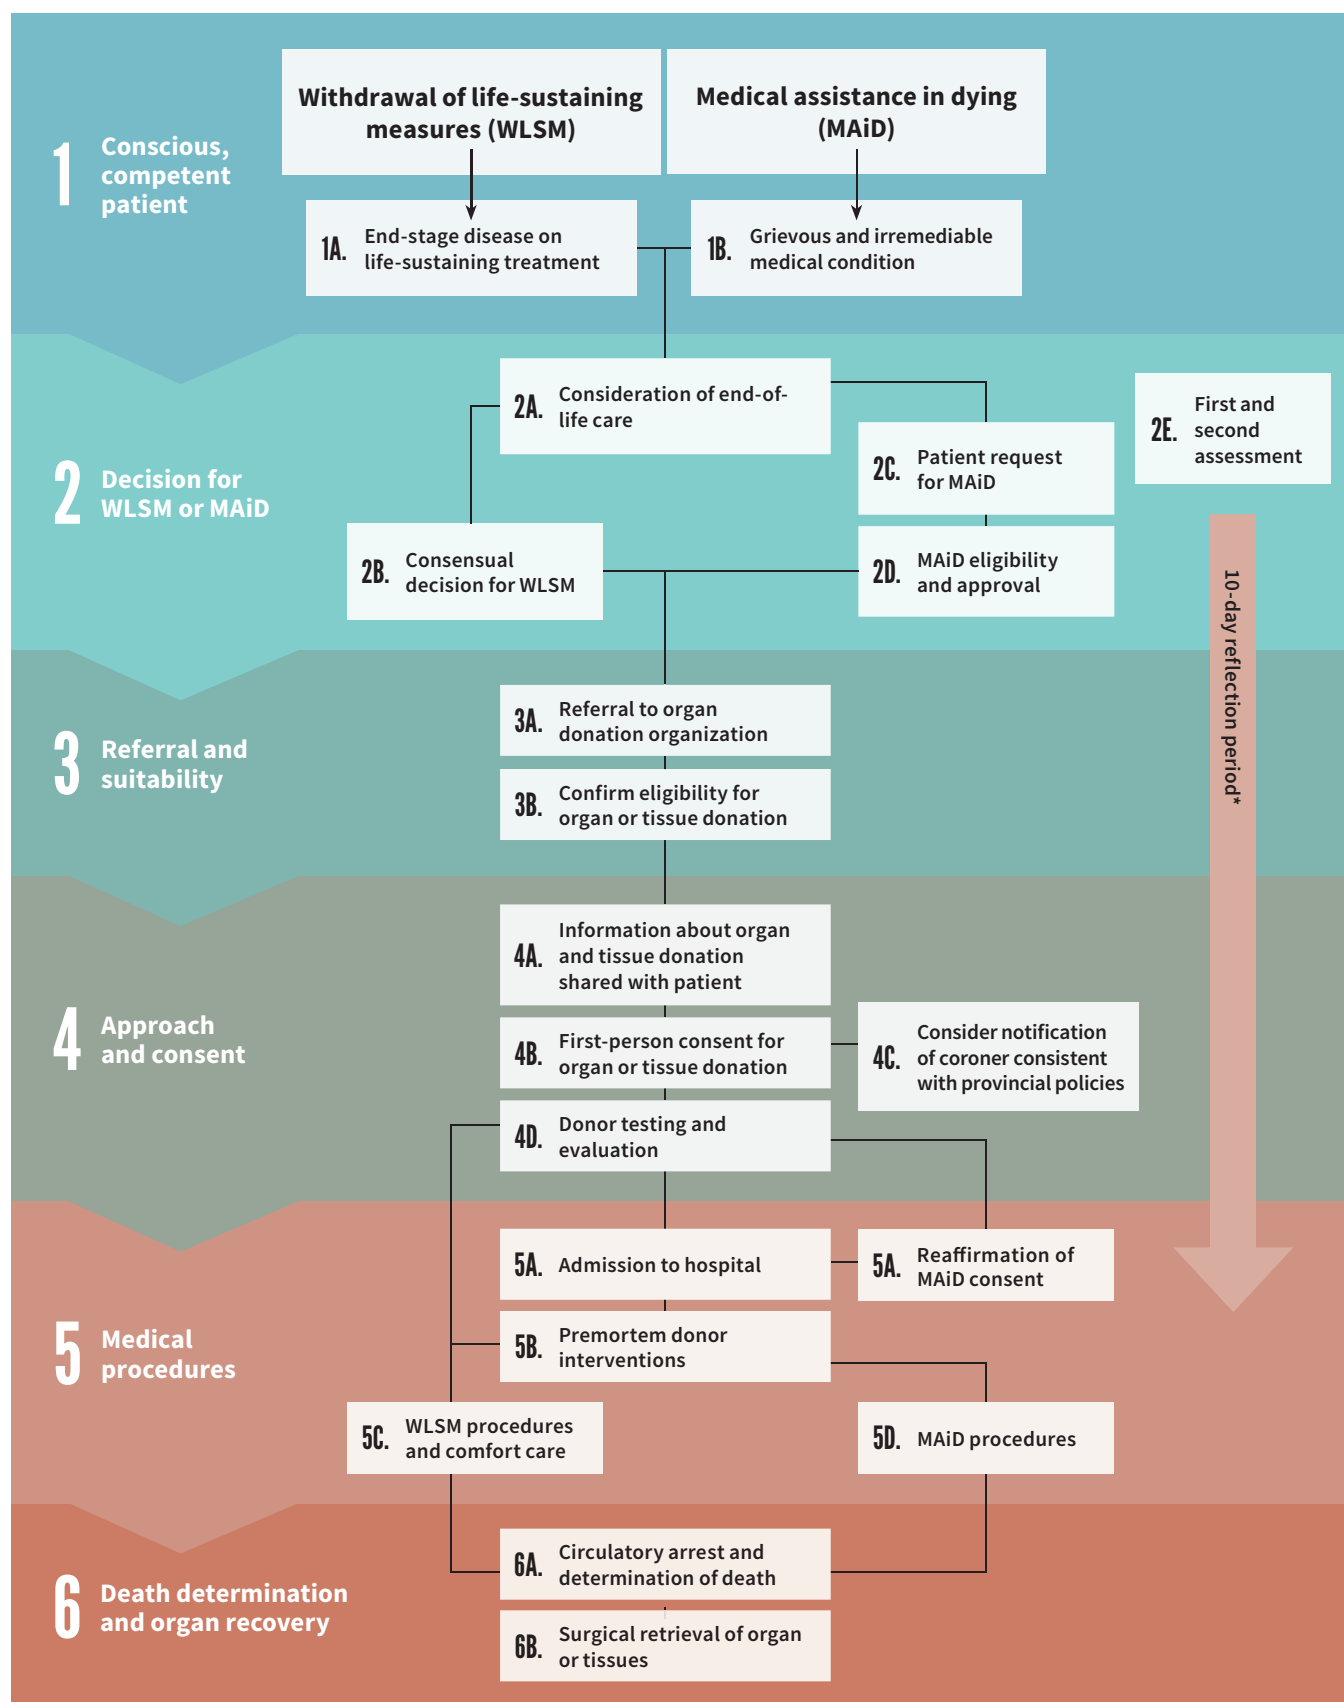 Withdrawal of life-sustaining
measures (WLSM)
Medical assistance in dying
(MAiD)
1
Conscious,
competent
patient
1A.
End-stage disease on
life-sustaining treatment
1B.
Grievous and irremediable
medical condition
2
Decision for
WLSM or MAiD
2A.
Consideration of end-of-
life care
2B.
Consensual
decision for WLSM
2C.
Patient request
for MAiD
2D.
MAiD eligibility
and approval
2E.
First and
second
assessment
10-day reflection period*
3
Referral and
suitability
3A.
Referral to organ
donation organization
3B.
Confirm eligibility for
organ or tissue donation
4
Approach
and consent
4A.
Information about organ
and tissue donation
shared with patient
4B.
First-person consent for
organ or tissue donation
4C.
Consider notification
of coroner consistent
with provincial policies
4D.
Donor testing and
evaluation
5
Medical
procedures
5A.
Admission to hospital
5A.
Reaffirmation of
MAiD consent
5B.
Premortem donor
interventions
5C.
WLSM procedures
and comfort care
5D.
MAiD procedures
6
Death determination
and organ recovery
6A.
Circulatory arrest and
determination of death
6B.
Surgical retrieval of organ
or tissues